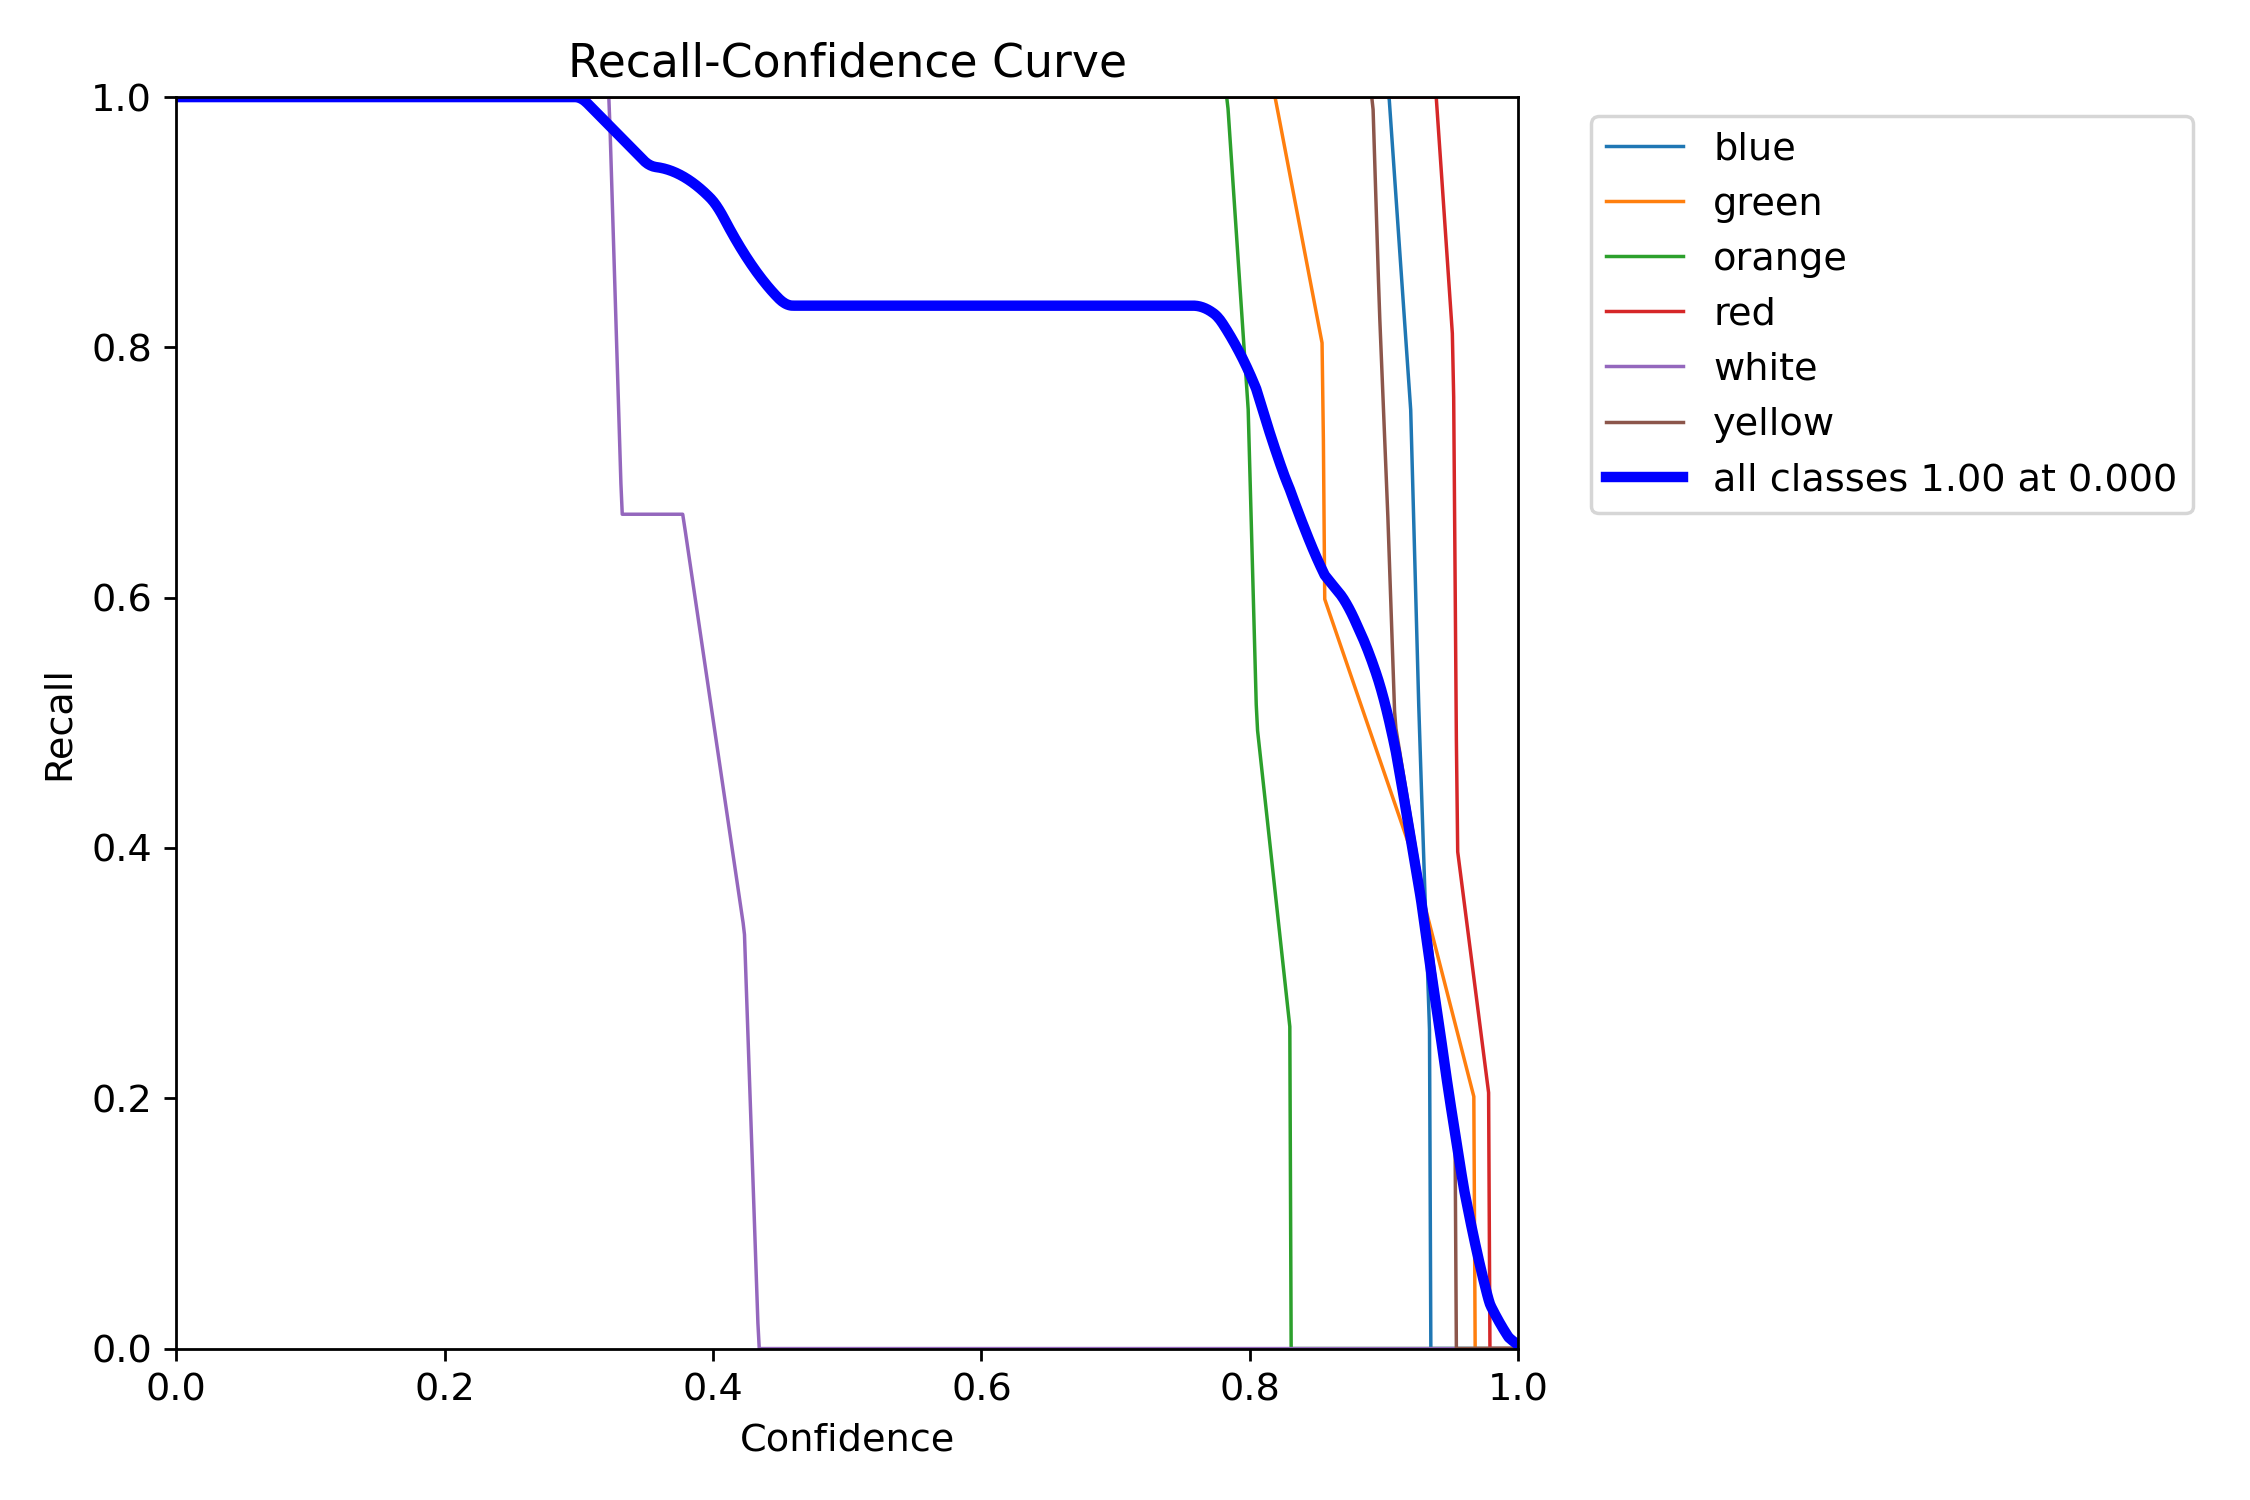 Recall-Confidence Curve
1.0
0.8
0.6
0.4
0.2
0.0
Recall
0.0 0.2 0.4 0.6 0.8 1.0
Confidence
blue
green
orange
red
white
yellow
all classes 1.00 at 0.000